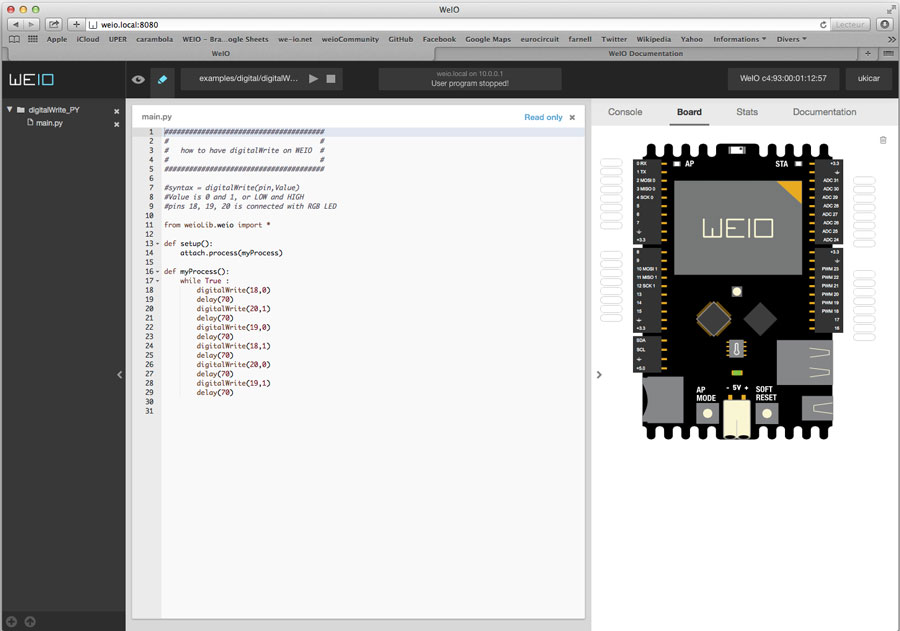 WeIO
weio.local:8080
Lecteur
Apple iCloud UPER carambola WEIO – Bra...ogle Sheets we-io.net weioCommunity GitHub Facebook Google Maps eurocircuit farnell Twitter Wikipedia Yahoo Informations Divers
WeIO WeIO Documentation
WEIO
examples/digital/digitalW...
weio.local on 10.0.0.1
User program stopped!
WeIO c4:93:00:01:12:57
ukicar
digitalWrite_PY
main.py
main.py Read only
1 #######################################
2 # #
3 # how to have digitalWrite on WEIO #
4 # #
5 #######################################
6
7 #syntax = digitalWrite(pin,Value)
8 #Value is 0 and 1, or LOW and HIGH
9 #pins 18, 19, 20 is connected with RGB LED
10
11 from weioLib.weio import *
12
13 def setup():
14 attach.process(myProcess)
15
16 def myProcess():
17 while True :
18 digitalWrite(18,0)
19 delay(70)
20 digitalWrite(20,1)
21 delay(70)
22 digitalWrite(19,0)
23 delay(70)
24 digitalWrite(18,1)
25 delay(70)
26 digitalWrite(20,0)
27 delay(70)
28 digitalWrite(19,1)
29 delay(70)
30
31
Console Board Stats Documentation
AP STA
WEIO
0 RX
1 TX
2 MOSI 0
3 MISO 0
4 SCK 0
5
6
7
+3.3
8
9
10 MOSI 1
11 MISO 1
12 SCK 1
13
14
15
+3.3
SDA
SCL
+5.0
+3.3
ADC 31
ADC 30
ADC 29
ADC 28
ADC 27
ADC 26
ADC 25
ADC 24
+3.3
PWM 23
PWM 22
PWM 21
PWM 20
PWM 19
PWM 18
17
16
AP
MODE
- 5V +
SOFT
RESET